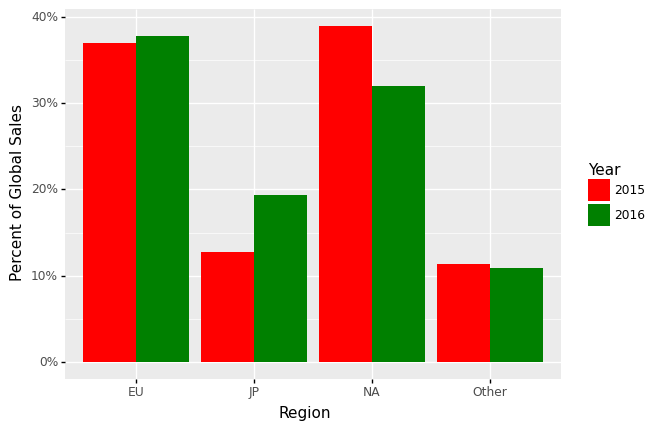 40%
30%
20%
10%
0%
Percent of Global Sales
EU
JP
NA
Other
Region
Year
2015
2016